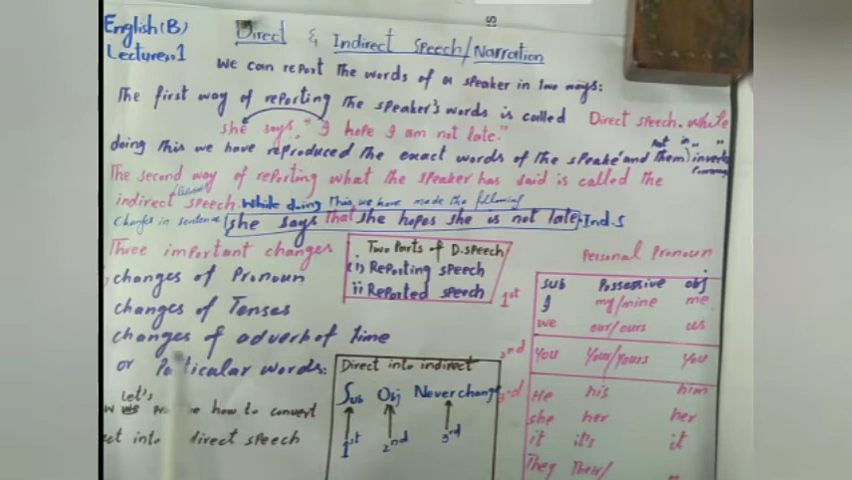 English (B)
Lecture 1
Direct & Indirect Speech/Narration
We can report The words of a speaker in two ways:
The first way of reporting The speaker's words is called Direct speech. while
she says, "I hope I am not late."
doing this we have reproduced the exact words of the speaker and them) inverted
put in " "
The second way of reporting what the speaker has said is called the
indirect speech. While doing This we have made the following
Changes in sentence she says That she hopes she is not late. Ind.S
Three important changes
changes of Pronoun
changes of Tenses
changes of adverb of time
or Particular words:
Let's
how to convert
direct speech
Two Parts of D.speech
(i) Reporting speech
ii Reported speech
Direct into indirect
Sub Obj Never change
1st 2nd 3rd
Personal Pronoun
Sub Possessive obj
1st
I my/mine me
we our/ours us
2nd
You Your/Yours You
3rd
He his him
she her her
it it's it
They Their/